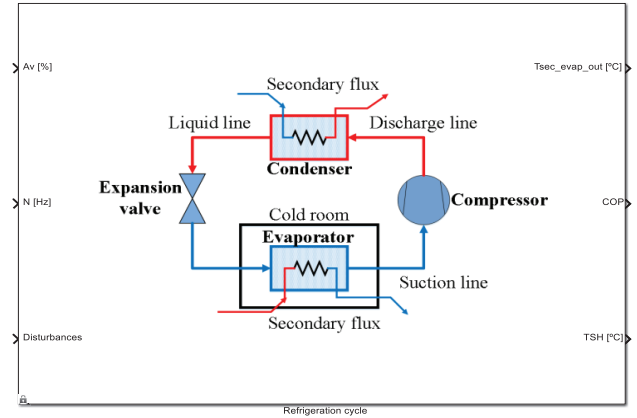 Av [%]
Tsec_evap_out [ºC]
Secondary flux
Liquid line
Discharge line
Condenser
Expansion
valve
N [Hz]
Compressor
COP
Cold room
Evaporator
Suction line
Secondary flux
Disturbances
TSH [ºC]
Refrigeration cycle